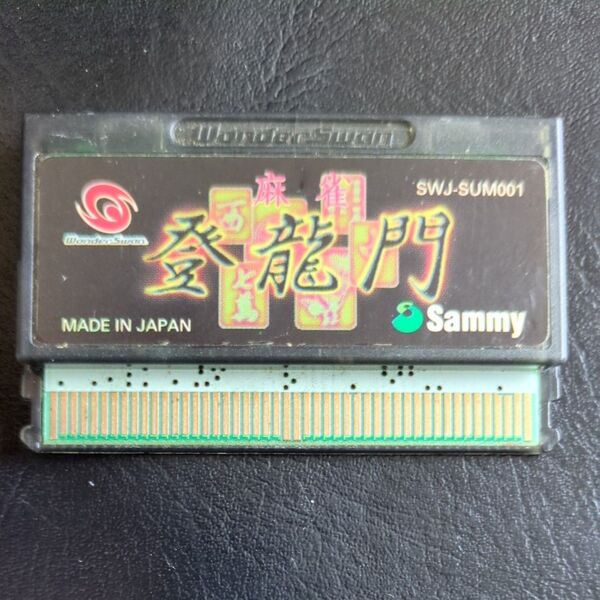 WonderSwan
麻雀
SWJ-SUM001
登龍門
WonderSwan
MADE IN JAPAN
Sammy